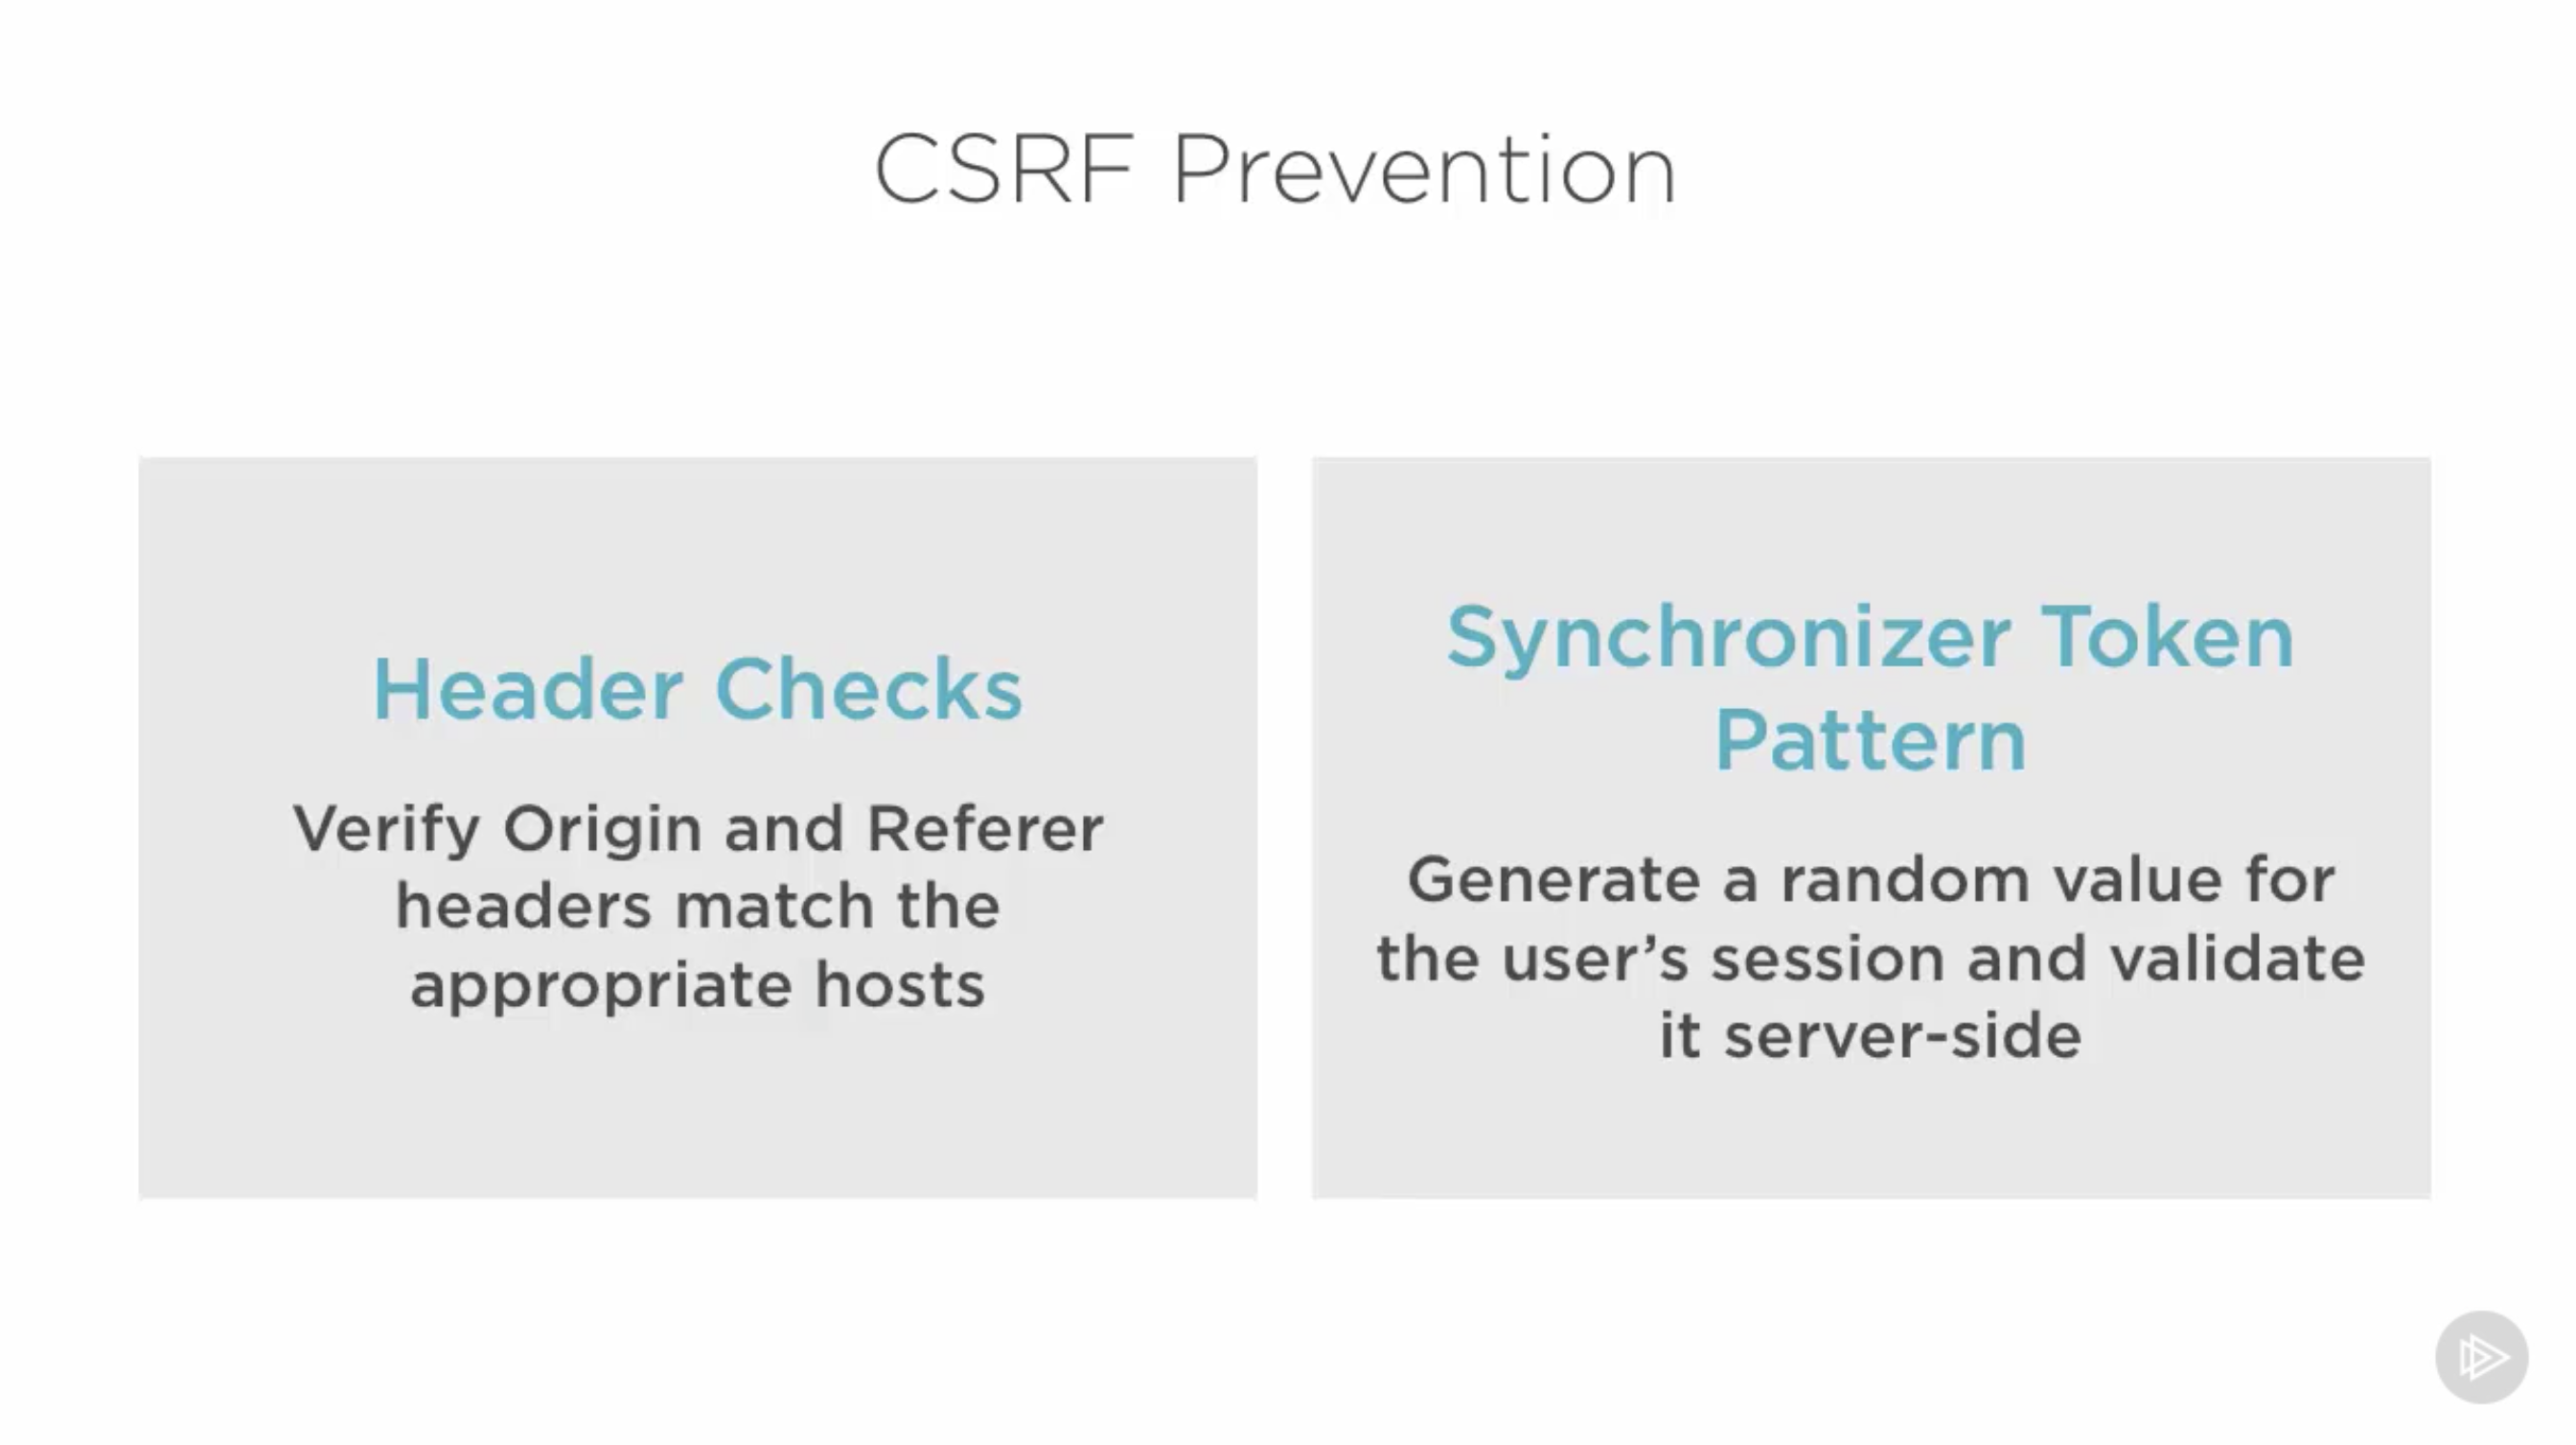 CSRF Prevention
Header Checks
Verify Origin and Referer
headers match the
appropriate hosts
Synchronizer Token
Pattern
Generate a random value for
the user’s session and validate
it server-side